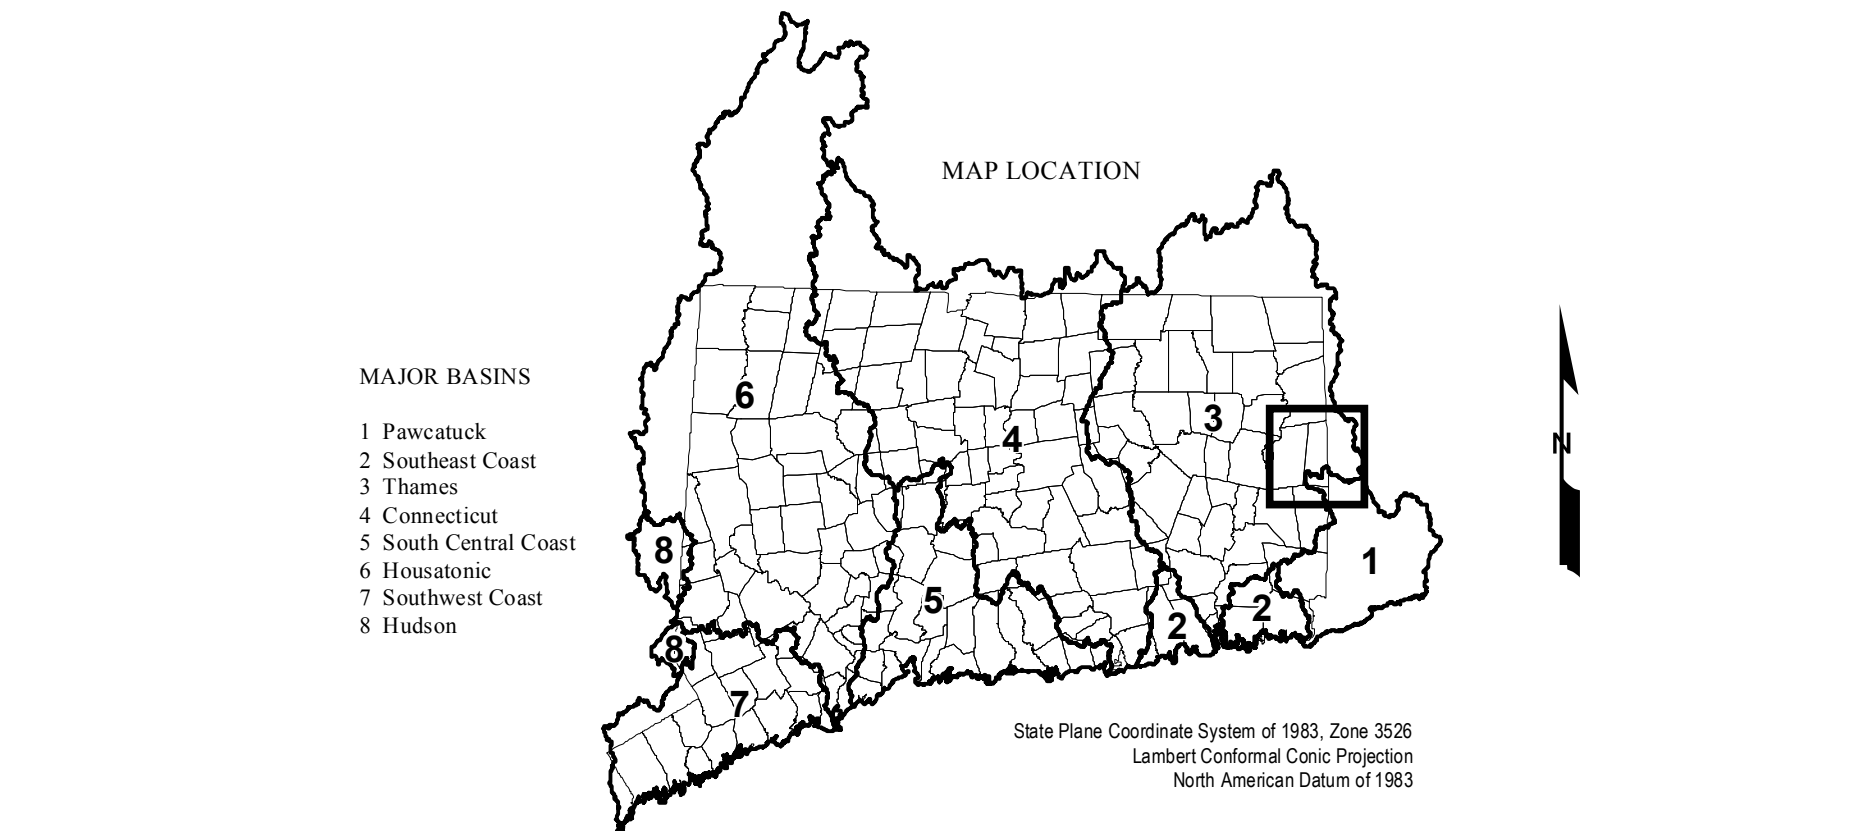 MAP LOCATION
MAJOR BASINS
1 Pawcatuck
2 Southeast Coast
3 Thames
4 Connecticut
5 South Central Coast
6 Housatonic
7 Southwest Coast
8 Hudson
6
3
4
N
8
1
5
2
2
8
7
State Plane Coordinate System of 1983, Zone 3526
Lambert Conformal Conic Projection
North American Datum of 1983